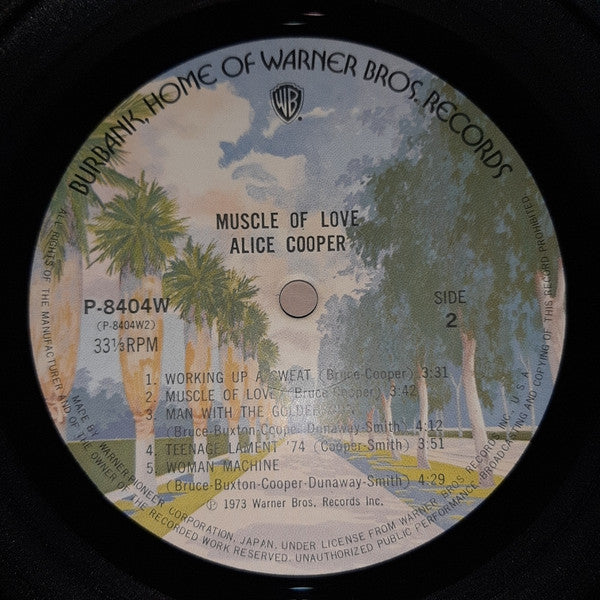 BURBANK, HOME OF WARNER BROS. RECORDS
WB
MUSCLE OF LOVE
ALICE COOPER
P-8404W
(P-8404W2)
33⅓RPM
SIDE
2
1. WORKING UP A SWEAT (Bruce-Cooper) 3:31
2. MUSCLE OF LOVE (Bruce-Cooper) 3:42
3. MAN WITH THE GOLDEN GUN
(Bruce-Buxton-Cooper-Dunaway-Smith) 4:12
4. TEENAGE LAMENT '74 (Cooper-Smith) 3:51
5. WOMAN MACHINE
(Bruce-Buxton-Cooper-Dunaway-Smith) 4:29
℗ 1973 Warner Bros. Records Inc.
MADE BY WARNER-PIONEER CORPORATION, JAPAN, UNDER LICENSE FROM WARNER BROS RECORDS INC., U.S.A.
ALL RIGHTS OF THE MANUFACTURER AND OF THE OWNER OF THE RECORDED WORK RESERVED. UNAUTHORIZED PUBLIC PERFORMANCE, BROADCASTING AND COPYING OF THIS RECORD PROHIBITED